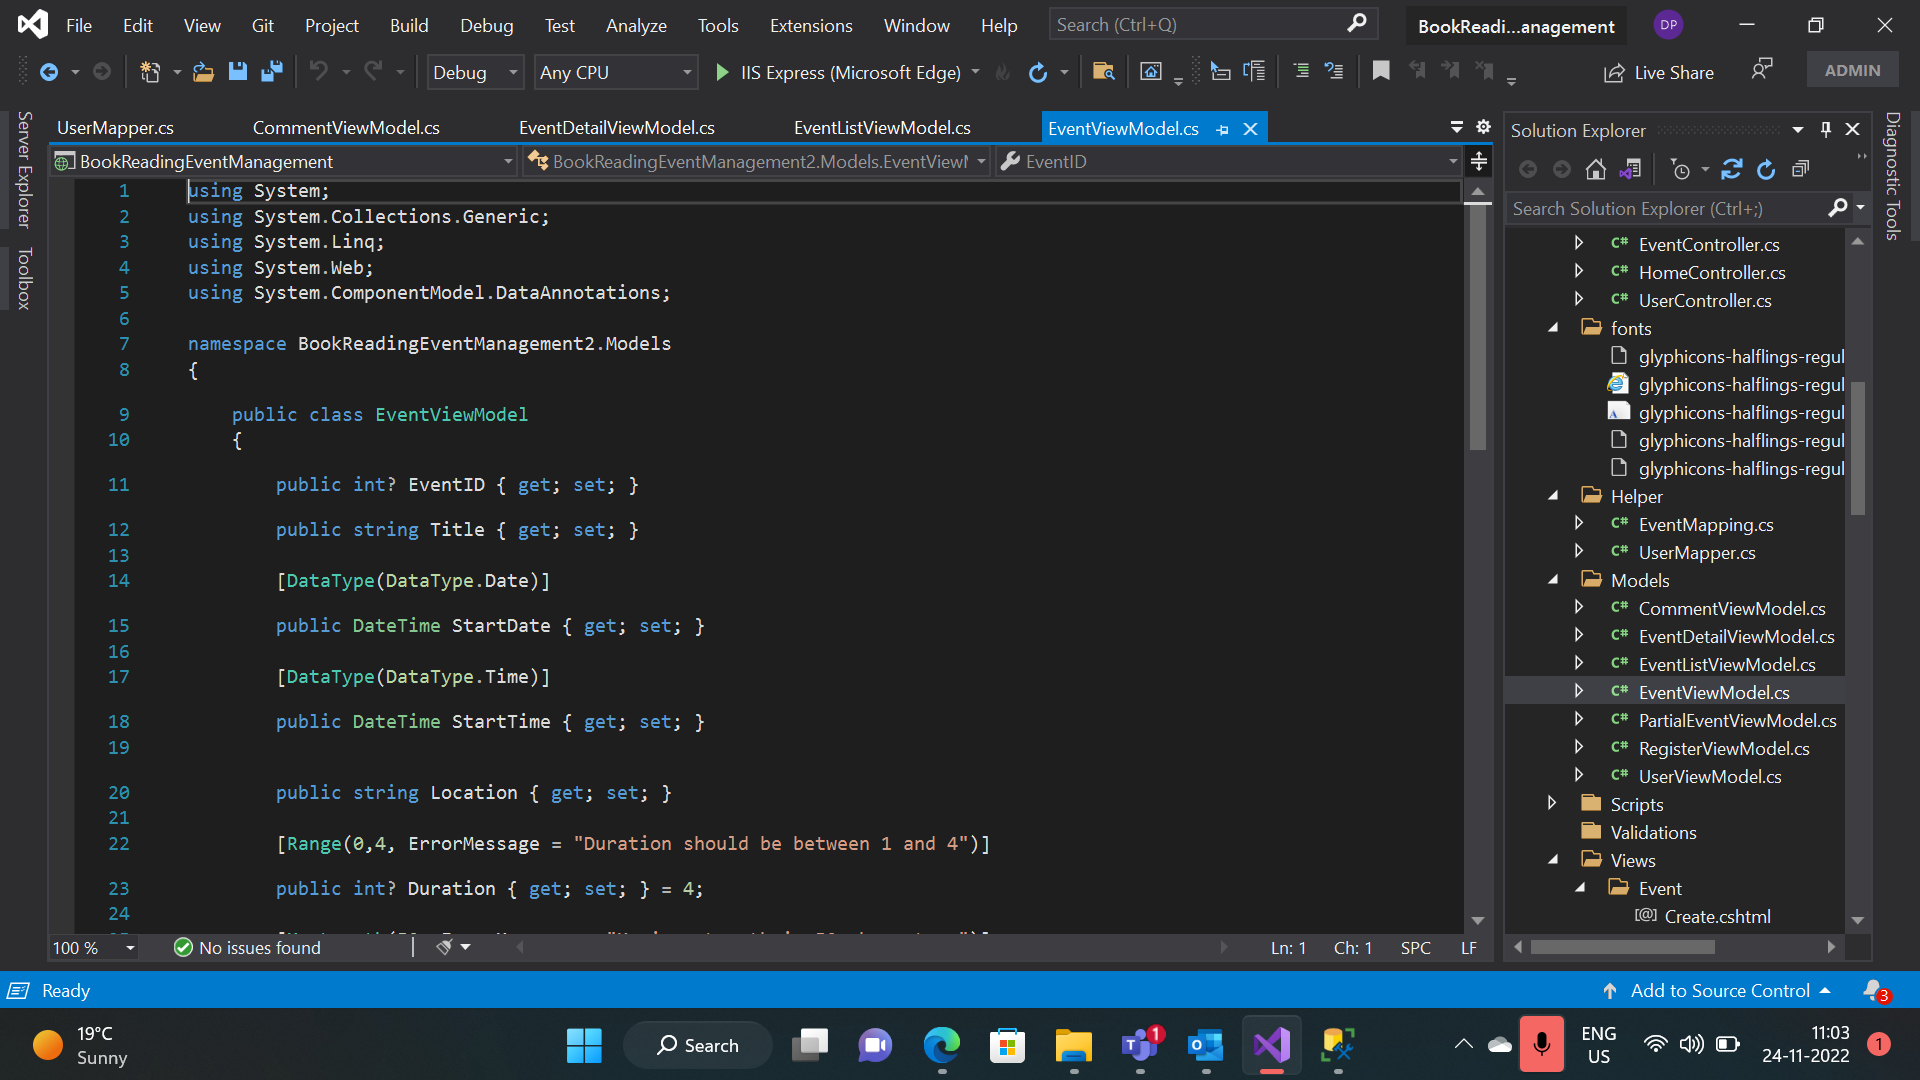 File Edit View Git Project Build Debug Test Analyze Tools Extensions Window Help Search (Ctrl+Q) BookReadi...anagement DP
Debug Any CPU IIS Express (Microsoft Edge) Live Share ADMIN
Server Explorer
Toolbox
UserMapper.cs CommentViewModel.cs EventDetailViewModel.cs EventListViewModel.cs EventViewModel.cs
BookReadingEventManagement BookReadingEventManagement2.Models.EventViewM EventID
1 using System;
2 using System.Collections.Generic;
3 using System.Linq;
4 using System.Web;
5 using System.ComponentModel.DataAnnotations;
6
7 namespace BookReadingEventManagement2.Models
8 {
9 public class EventViewModel
10 {
11 public int? EventID { get; set; }
12 public string Title { get; set; }
13
14 [DataType(DataType.Date)]
15 public DateTime StartDate { get; set; }
16
17 [DataType(DataType.Time)]
18 public DateTime StartTime { get; set; }
19
20 public string Location { get; set; }
21
22 [Range(0,4, ErrorMessage = "Duration should be between 1 and 4")]
23 public int? Duration { get; set; } = 4;
24
100 % No issues found Ln: 1 Ch: 1 SPC LF
Solution Explorer
Search Solution Explorer (Ctrl+;)
C# EventController.cs
C# HomeController.cs
C# UserController.cs
fonts
glyphicons-halflings-regul
glyphicons-halflings-regul
glyphicons-halflings-regul
glyphicons-halflings-regul
glyphicons-halflings-regul
Helper
C# EventMapping.cs
C# UserMapper.cs
Models
C# CommentViewModel.cs
C# EventDetailViewModel.cs
C# EventListViewModel.cs
C# EventViewModel.cs
C# PartialEventViewModel.cs
C# RegisterViewModel.cs
C# UserViewModel.cs
Scripts
Validations
Views
Event
[@] Create.cshtml
Diagnostic Tools
Ready Add to Source Control 3
19°C
Sunny
Search
1
ENG
US
11:03
24-11-2022
1